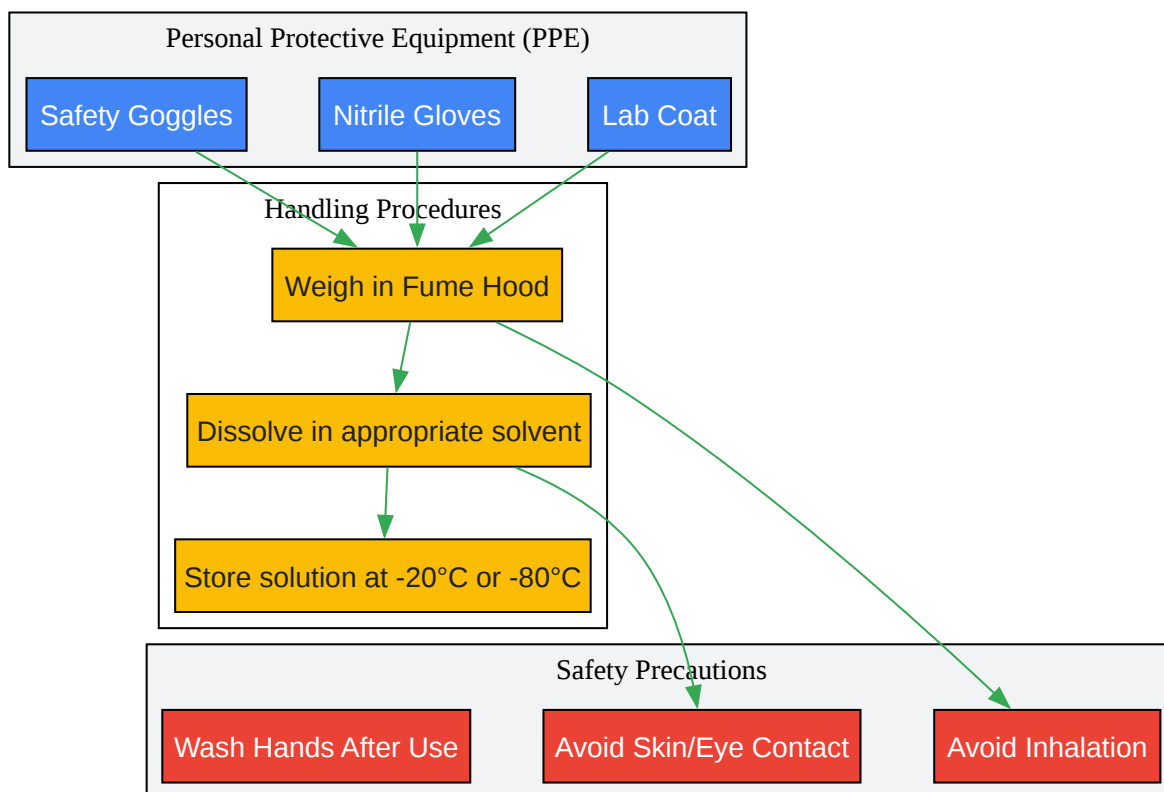 Personal Protective Equipment (PPE)
Safety Goggles
Nitrile Gloves
Lab Coat
Handling Procedures
Weigh in Fume Hood
Dissolve in appropriate solvent
Store solution at -20°C or -80°C
Safety Precautions
Wash Hands After Use
Avoid Skin/Eye Contact
Avoid Inhalation